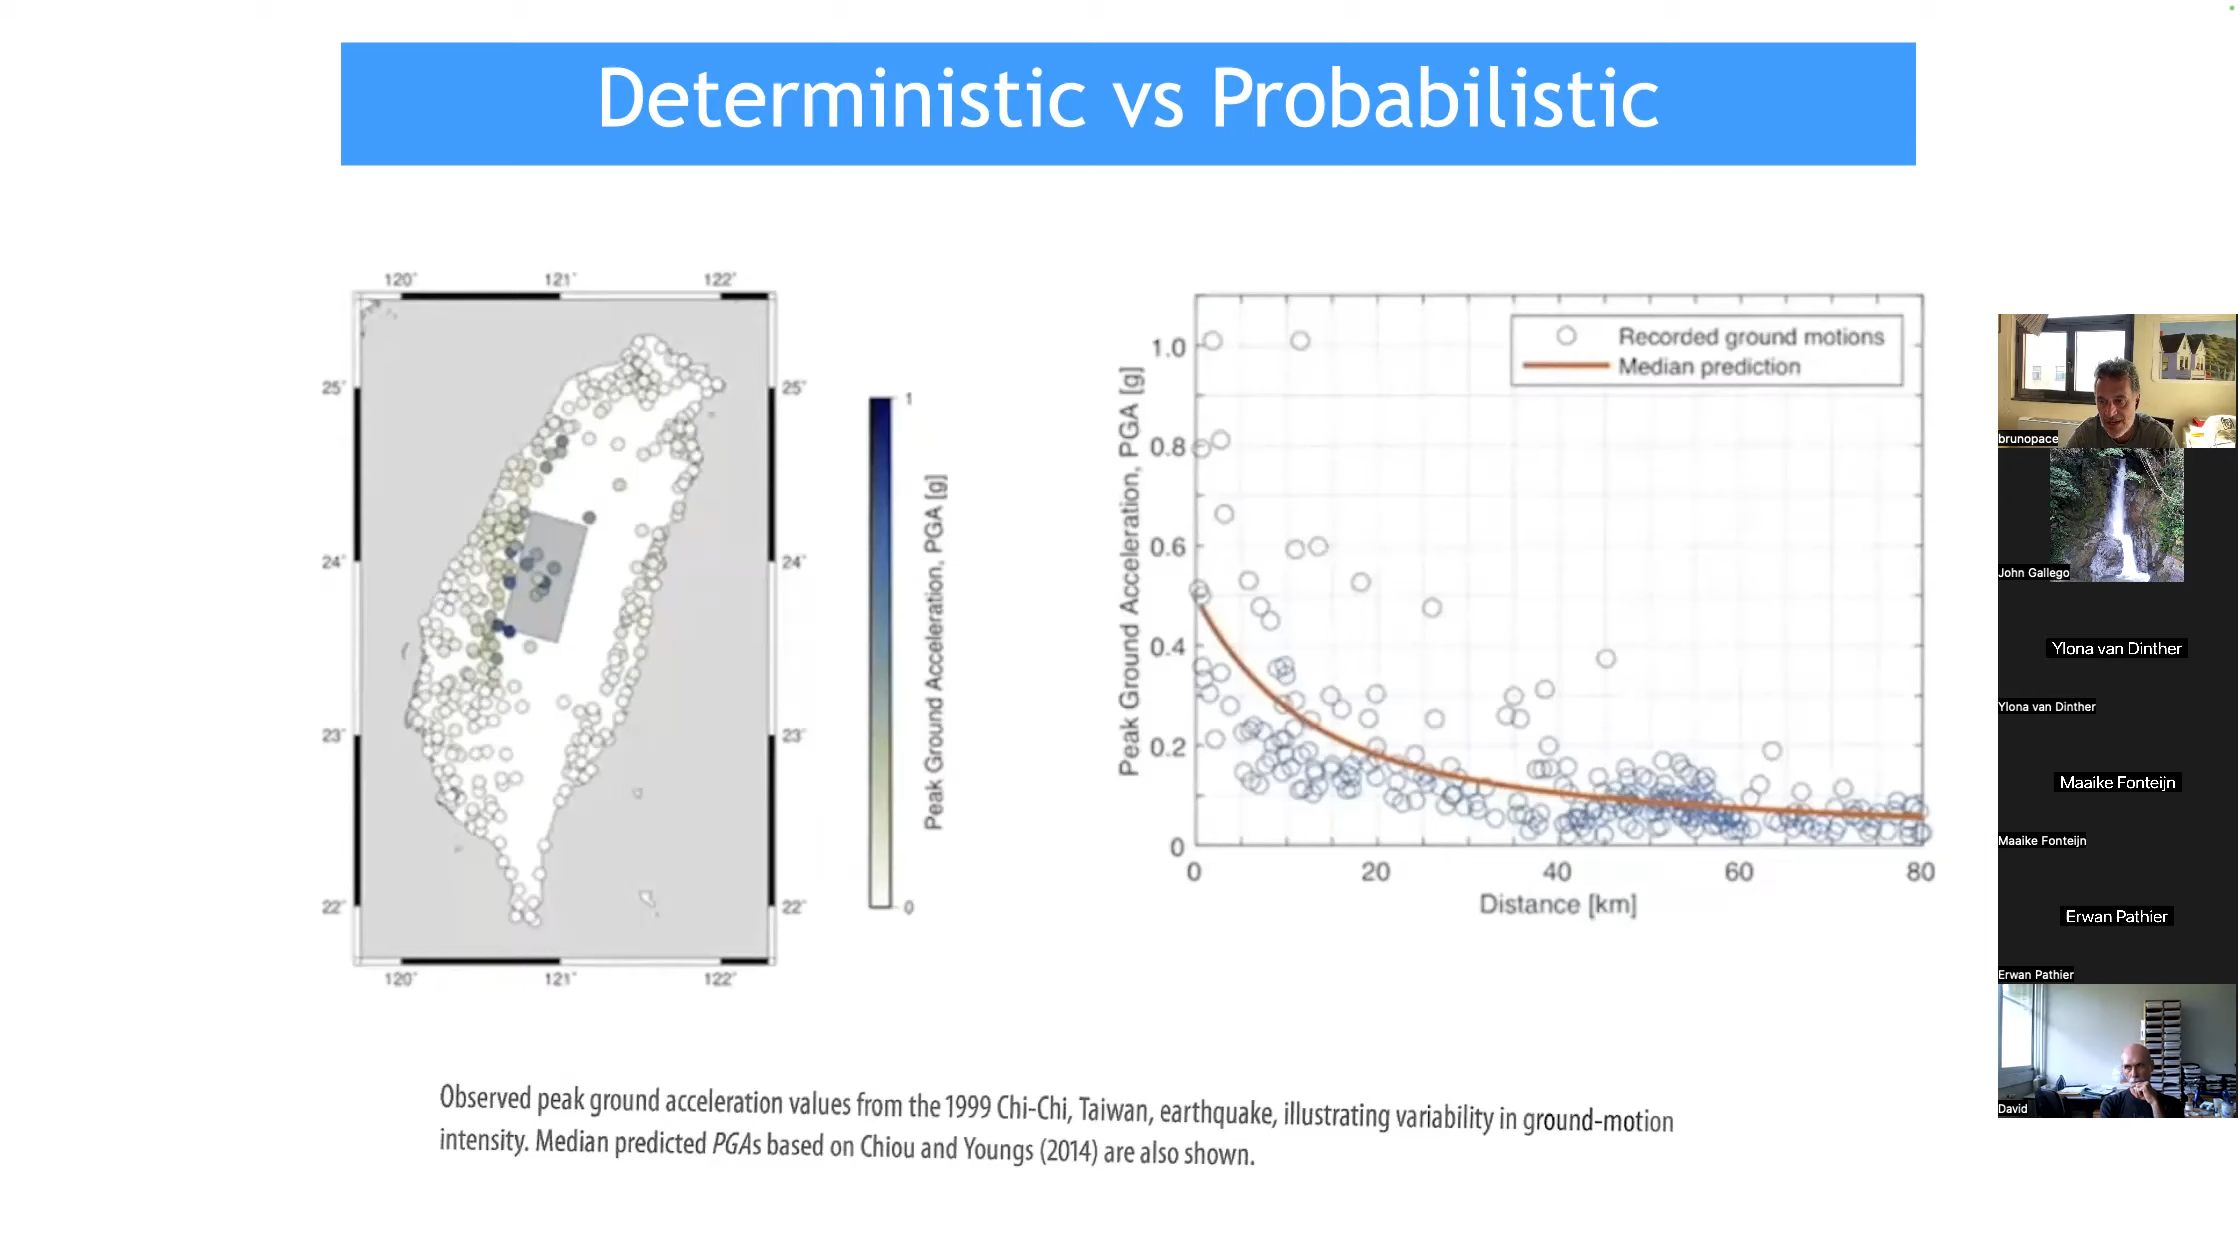 Deterministic vs Probabilistic
120° 121° 122°
25° 25°
24° 24°
23° 23°
22° 22°
120° 121° 122°
1
0
Peak Ground Acceleration, PGA [g]
Recorded ground motions
Median prediction
1.0
0.8
0.6
0.4
0.2
0
Peak Ground Acceleration, PGA [g]
0 20 40 60 80
Distance [km]
Observed peak ground acceleration values from the 1999 Chi-Chi, Taiwan, earthquake, illustrating variability in ground-motion
intensity. Median predicted PGAs based on Chiou and Youngs (2014) are also shown.
brunopace
John Gallego
Ylona van Dinther
Ylona van Dinther
Maaike Fonteijn
Maaike Fonteijn
Erwan Pathier
Erwan Pathier
David